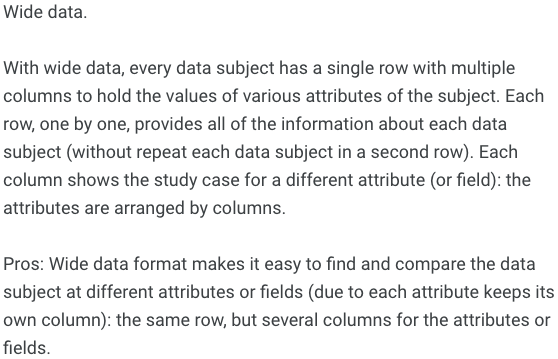 Wide data.
With wide data, every data subject has a single row with multiple
columns to hold the values of various attributes of the subject. Each
row, one by one, provides all of the information about each data
subject (without repeat each data subject in a second row). Each
column shows the study case for a different attribute (or field): the
attributes are arranged by columns.
Pros: Wide data format makes it easy to find and compare the data
subject at different attributes or fields (due to each attribute keeps its
own column): the same row, but several columns for the attributes or
fields.